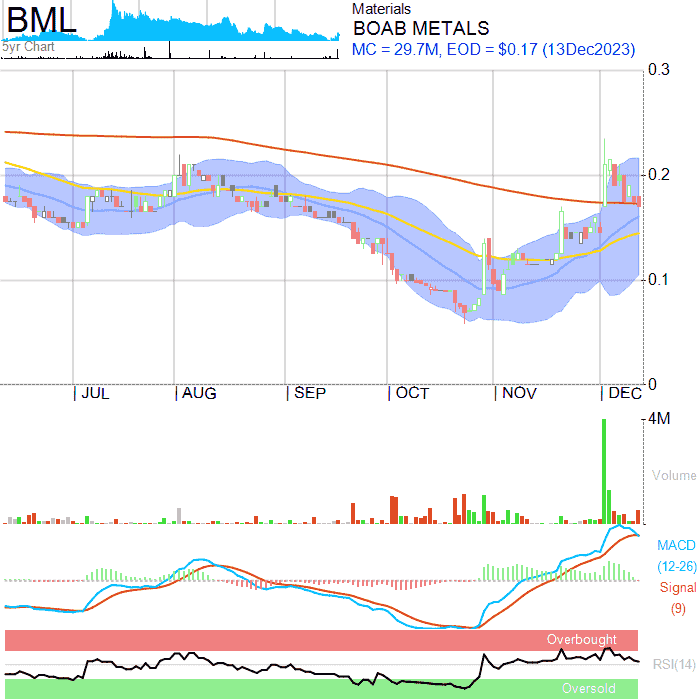 BML
5yr Chart
Materials
BOAB METALS
MC = 29.7M, EOD = $0.17 (13Dec2023)
0.3
0.2
0.1
0
JUL AUG SEP OCT NOV DEC
4M
Volume
MACD
(12-26)
Signal
(9)
Overbought
RSI(14)
Oversold